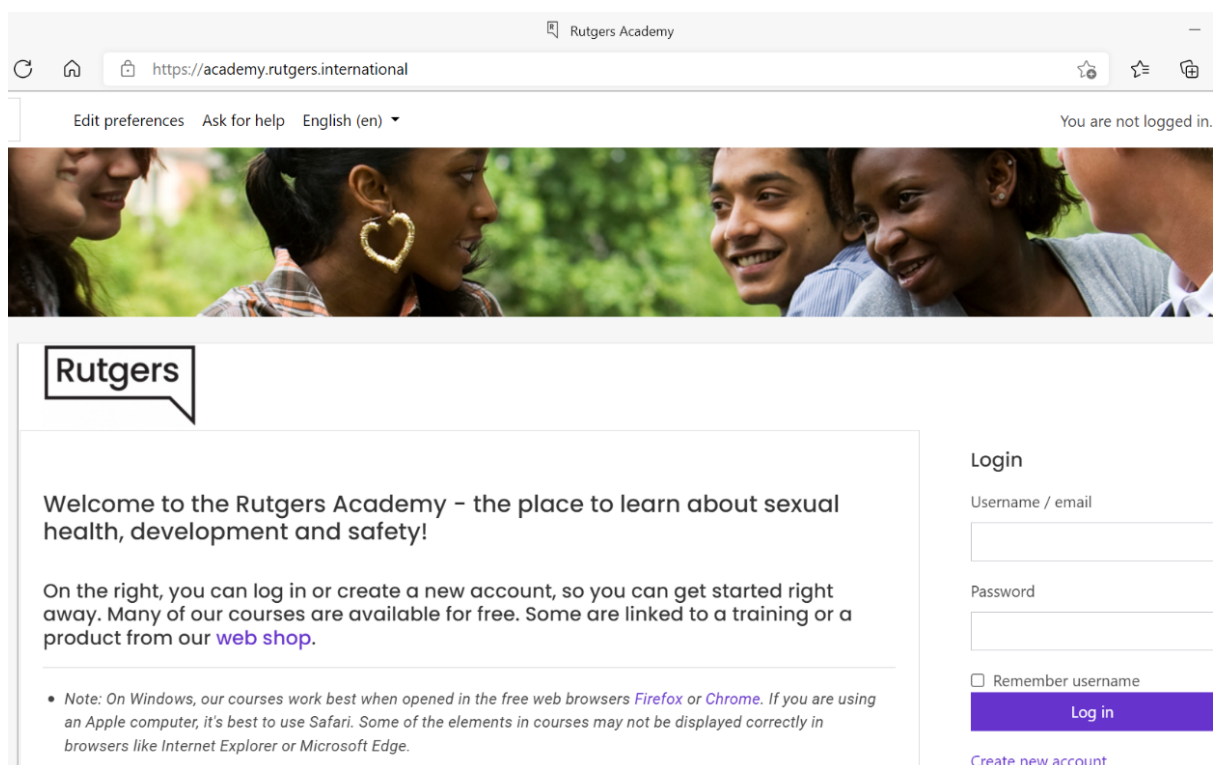 Rutgers Academy
https://academy.rutgers.international
Edit preferences Ask for help English (en)
You are not logged in.
Rutgers
Welcome to the Rutgers Academy - the place to learn about sexual
health, development and safety!
On the right, you can log in or create a new account, so you can get started right
away. Many of our courses are available for free. Some are linked to a training or a
product from our web shop.
• Note: On Windows, our courses work best when opened in the free web browsers Firefox or Chrome. If you are using
an Apple computer, it's best to use Safari. Some of the elements in courses may not be displayed correctly in
browsers like Internet Explorer or Microsoft Edge.
Login
Username / email
Password
Remember username
Log in
Create new account